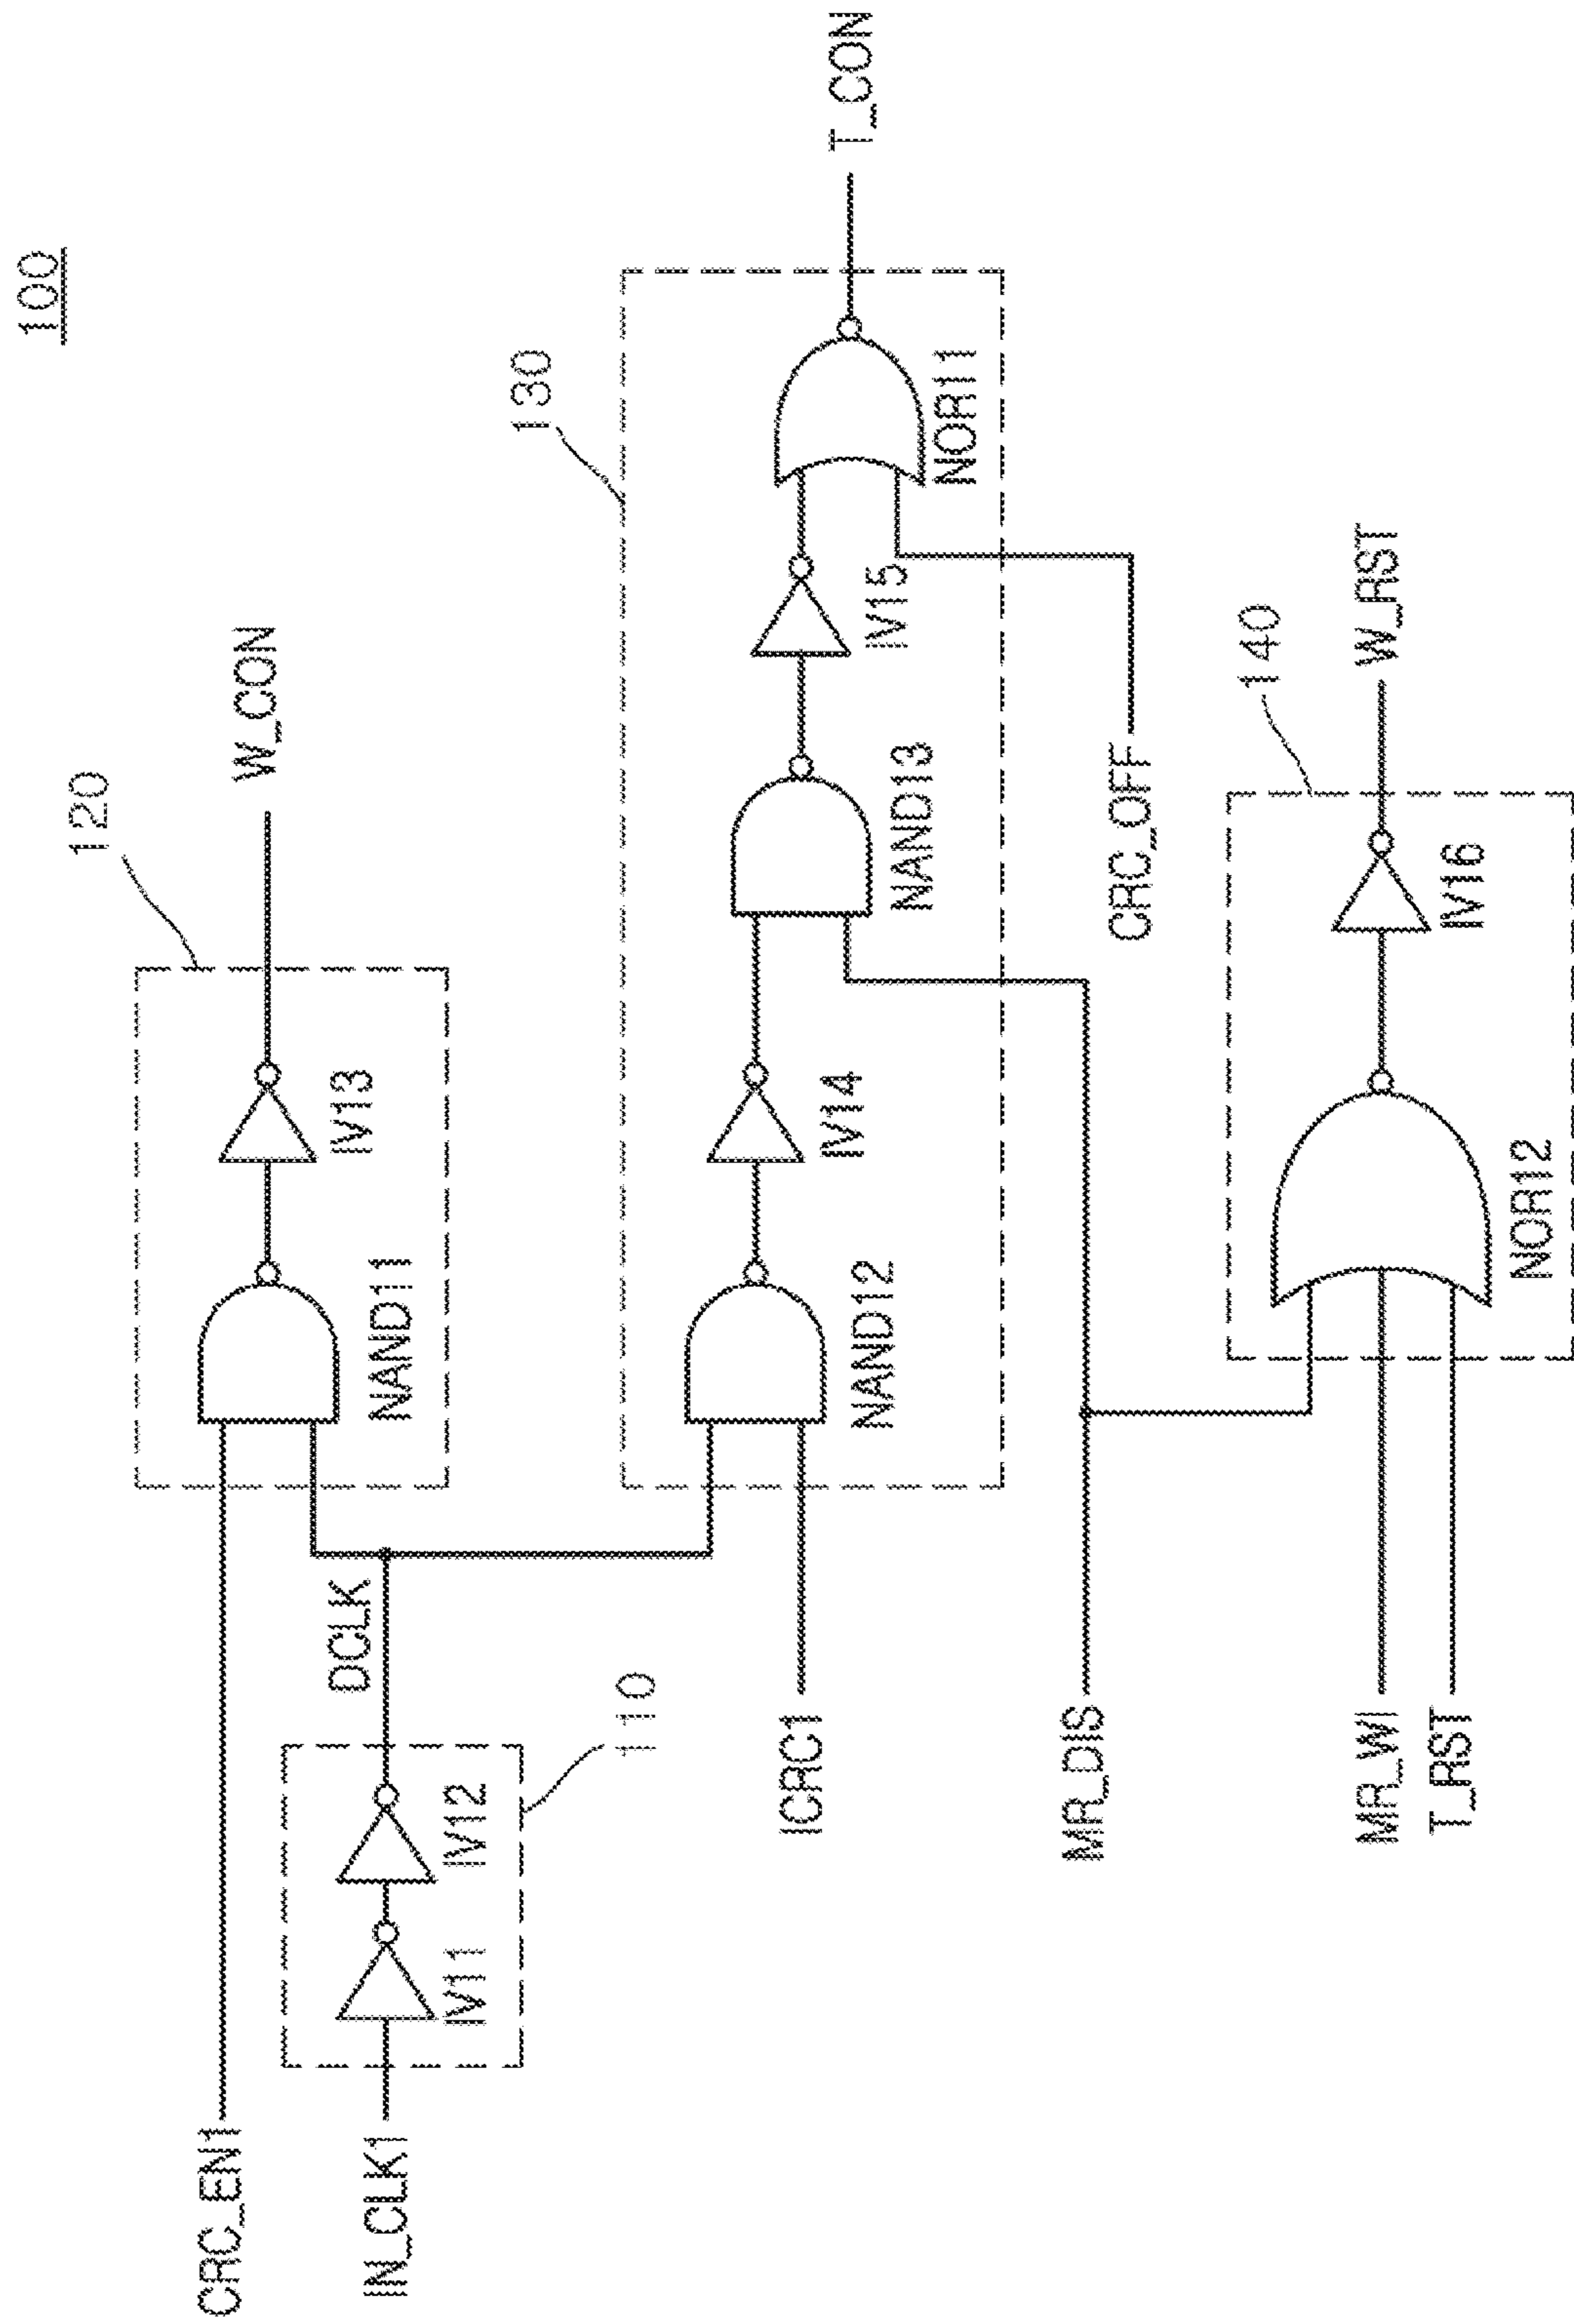 100
120
CRC_EN1
W_CON
NAND11
IV13
DCLK
IN_CLK1
IV11
IV12
110
130
NAND12
IV14
NAND13
IV15
NOR11
T_CON
ICRC1
CRC_OFF
MR_DIS
140
MR_WI
T_RST
NOR12
IV16
W_RST